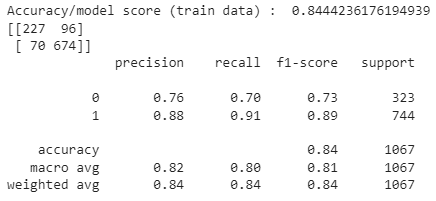 Accuracy/model score (train data) :  0.8444236176194939
[[227  96]
 [ 70 674]]
              precision    recall  f1-score   support

           0       0.76      0.70      0.73       323
           1       0.88      0.91      0.89       744

    accuracy                           0.84      1067
   macro avg       0.82      0.80      0.81      1067
weighted avg       0.84      0.84      0.84      1067